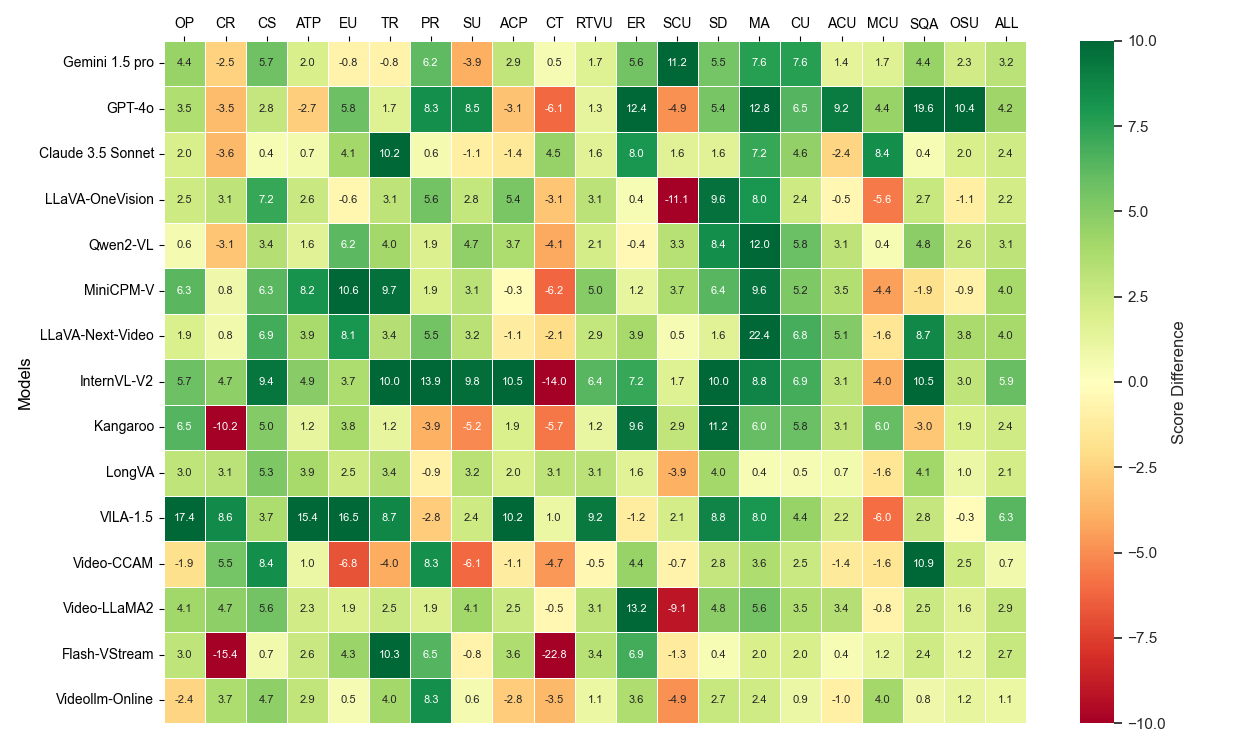 OP CR CS ATP EU TR PR SU ACP CT RTVU ER SCU SD MA CU ACU MCU SQA OSU ALL
Gemini 1.5 pro 4.4 -2.5 5.7 2.0 -0.8 -0.8 6.2 -3.9 2.9 0.5 1.7 5.6 11.2 5.5 7.6 7.6 1.4 1.7 4.4 2.3 3.2
GPT-4o 3.5 -3.5 2.8 -2.7 5.8 1.7 8.3 8.5 -3.1 -6.1 1.3 12.4 -4.9 5.4 12.8 6.5 9.2 4.4 19.6 10.4 4.2
Claude 3.5 Sonnet 2.0 -3.6 0.4 0.7 4.1 10.2 0.6 -1.1 -1.4 4.5 1.6 8.0 1.6 1.6 7.2 4.6 -2.4 8.4 0.4 2.0 2.4
LLaVA-OneVision 2.5 3.1 7.2 2.6 -0.6 3.1 5.6 2.8 5.4 -3.1 3.1 0.4 -11.1 9.6 8.0 2.4 -0.5 -5.6 2.7 -1.1 2.2
Qwen2-VL 0.6 -3.1 3.4 1.6 6.2 4.0 1.9 4.7 3.7 -4.1 2.1 -0.4 3.3 8.4 12.0 5.8 3.1 0.4 4.8 2.6 3.1
MiniCPM-V 6.3 0.8 6.3 8.2 10.6 9.7 1.9 3.1 -0.3 -6.2 5.0 1.2 3.7 6.4 9.6 5.2 3.5 -4.4 -1.9 -0.9 4.0
LLaVA-Next-Video 1.9 0.8 6.9 3.9 8.1 3.4 5.5 3.2 -1.1 -2.1 2.9 3.9 0.5 1.6 22.4 6.8 5.1 -1.6 8.7 3.8 4.0
InternVL-V2 5.7 4.7 9.4 4.9 3.7 10.0 13.9 9.8 10.5 -14.0 6.4 7.2 1.7 10.0 8.8 6.9 3.1 -4.0 10.5 3.0 5.9
Kangaroo 6.5 -10.2 5.0 1.2 3.8 1.2 -3.9 -5.2 1.9 -5.7 1.2 9.6 2.9 11.2 6.0 5.8 3.1 6.0 -3.0 1.9 2.4
LongVA 3.0 3.1 5.3 3.9 2.5 3.4 -0.9 3.2 2.0 3.1 3.1 1.6 -3.9 4.0 0.4 0.5 0.7 -1.6 4.1 1.0 2.1
VILA-1.5 17.4 8.6 3.7 15.4 16.5 8.7 -2.8 2.4 10.2 1.0 9.2 -1.2 2.1 8.8 8.0 4.4 2.2 -6.0 2.8 -0.3 6.3
Video-CCAM -1.9 5.5 8.4 1.0 -6.8 -4.0 8.3 -6.1 -1.1 -4.7 -0.5 4.4 -0.7 2.8 3.6 2.5 -1.4 -1.6 10.9 2.5 0.7
Video-LLaMA2 4.1 4.7 5.6 2.3 1.9 2.5 1.9 4.1 2.5 -0.5 3.1 13.2 -9.1 4.8 5.6 3.5 3.4 -0.8 2.5 1.6 2.9
Flash-VStream 3.0 -15.4 0.7 2.6 4.3 10.3 6.5 -0.8 3.6 -22.8 3.4 6.9 -1.3 0.4 2.0 2.0 0.4 1.2 2.4 1.2 2.7
Videollm-Online -2.4 3.7 4.7 2.9 0.5 4.0 8.3 0.6 -2.8 -3.5 1.1 3.6 -4.9 2.7 2.4 0.9 -1.0 4.0 0.8 1.2 1.1
Models
10.0
7.5
5.0
2.5
0.0
−2.5
−5.0
−7.5
−10.0
Score Difference